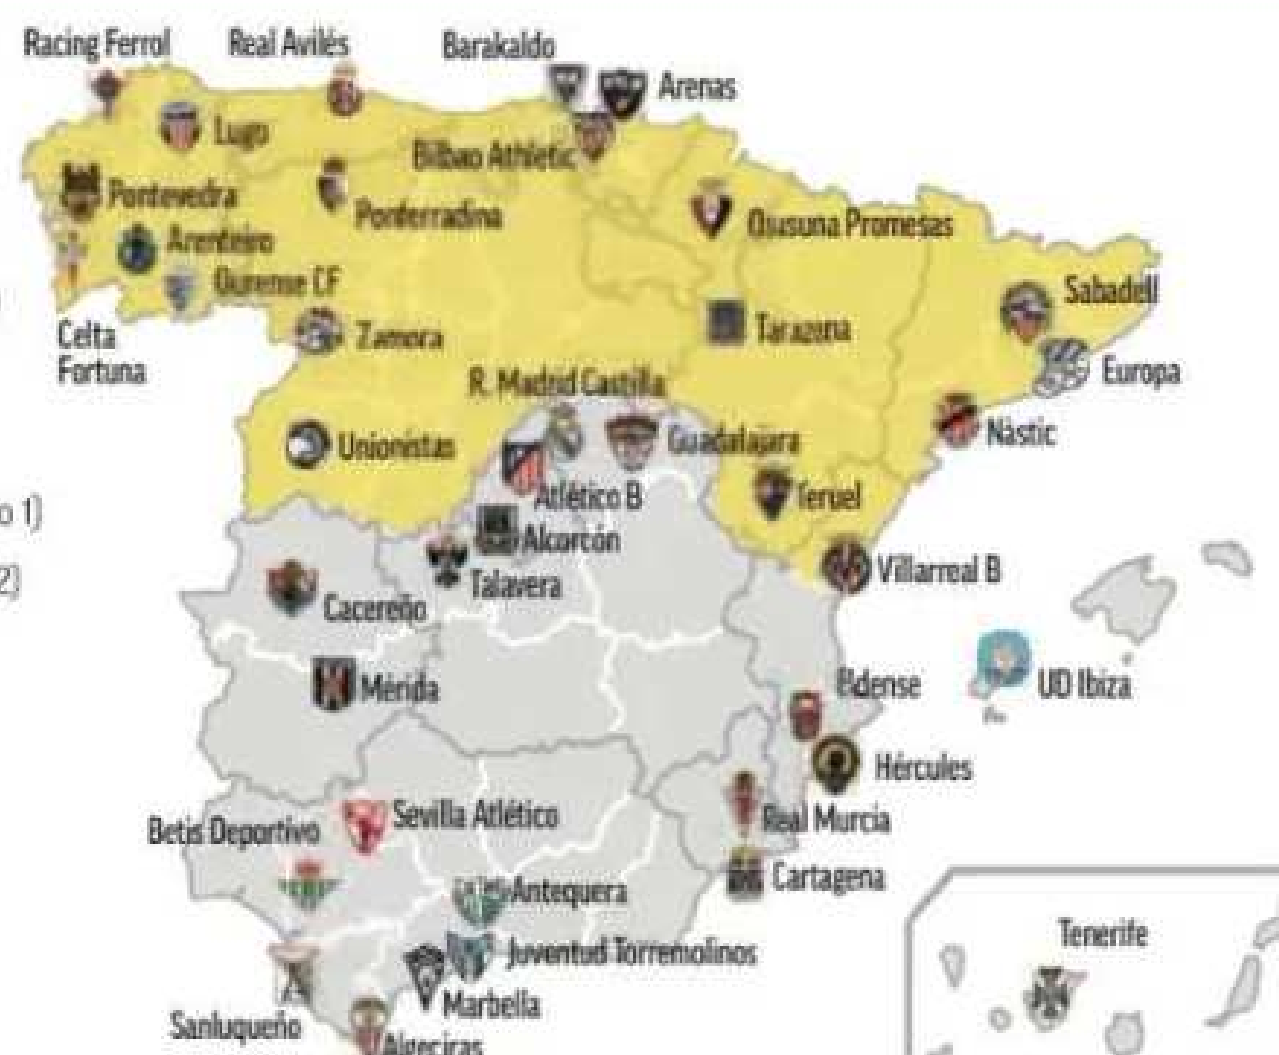 Racing Ferrol
Real Avilés
Barakaldo
Arenas
Lugo
Bilbao Athletic
Pontevedra
Ponferradina
Osasuna Promesas
Arenteiro
Ourense CF
Sabadell
Celta
Fortuna
Zamora
Tarazona
Europa
R. Madrid Castilla
Unionistas
Guadalajara
Nàstic
Atlético B
Teruel
o 1)
Alcorcón
2)
Talavera
Villarreal B
Cacereño
Mérida
Eldense
UD Ibiza
Hércules
Betis Deportivo
Sevilla Atlético
Real Murcia
Cartagena
Antequera
Tenerife
Juventud Torremolinos
Marbella
Sanluqueño
Algeciras